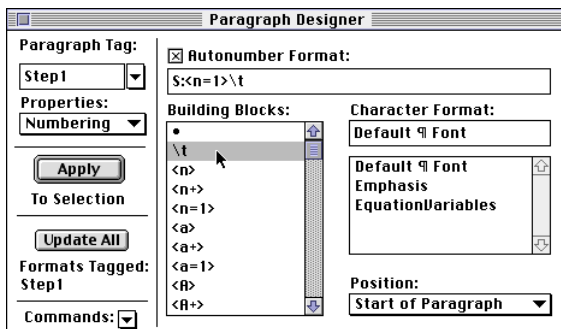 Paragraph Designer
Paragraph Tag:
Step1
Properties:
Numbering
Apply
To Selection
Update All
Formats Tagged:
Step1
Commands:
Autonumber Format:
S:<n=1>\t
Building Blocks:
•
\t
<n>
<n+>
<n=1>
<a>
<a+>
<a=1>
<A>
<A+>
Character Format:
Default ¶ Font
Default ¶ Font
Emphasis
EquationVariables
Position:
Start of Paragraph